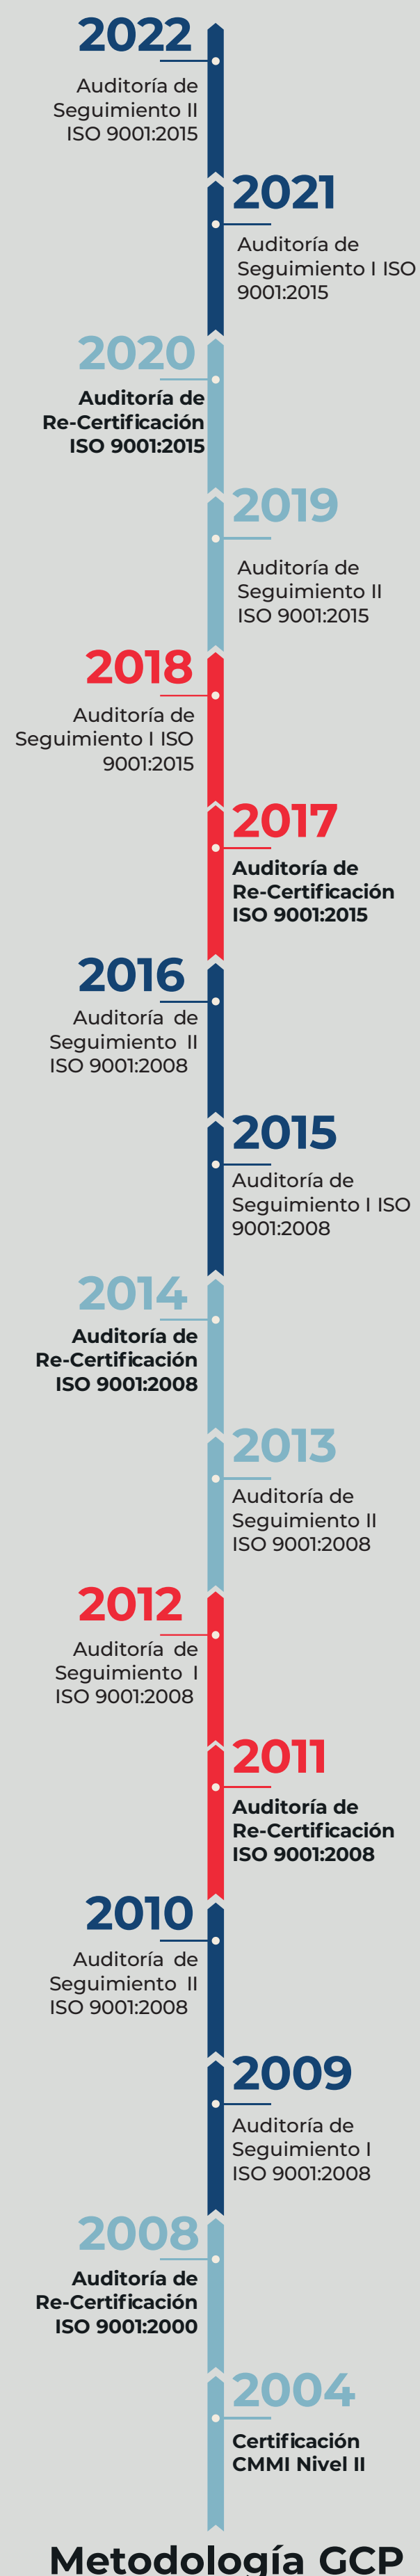 2022
Auditoría de
Seguimiento II
ISO 9001:2015
2021
Auditoría de
Seguimiento I ISO
9001:2015
2020
Auditoría de
Re-Certificación
ISO 9001:2015
2019
Auditoría de
Seguimiento II
ISO 9001:2015
2018
Auditoría de
Seguimiento I ISO
9001:2015
2017
Auditoría de
Re-Certificación
ISO 9001:2015
2016
Auditoría de
Seguimiento II
ISO 9001:2008
2015
Auditoría de
Seguimiento I ISO
9001:2008
2014
Auditoría de
Re-Certificación
ISO 9001:2008
2013
Auditoría de
Seguimiento II
ISO 9001:2008
2012
Auditoría de
Seguimiento I
ISO 9001:2008
2011
Auditoría de
Re-Certificación
ISO 9001:2008
2010
Auditoría de
Seguimiento II
ISO 9001:2008
2009
Auditoría de
Seguimiento I
ISO 9001:2008
2008
Auditoría de
Re-Certificación
ISO 9001:2000
2004
Certificación
CMMI Nivel II
Metodología GCP